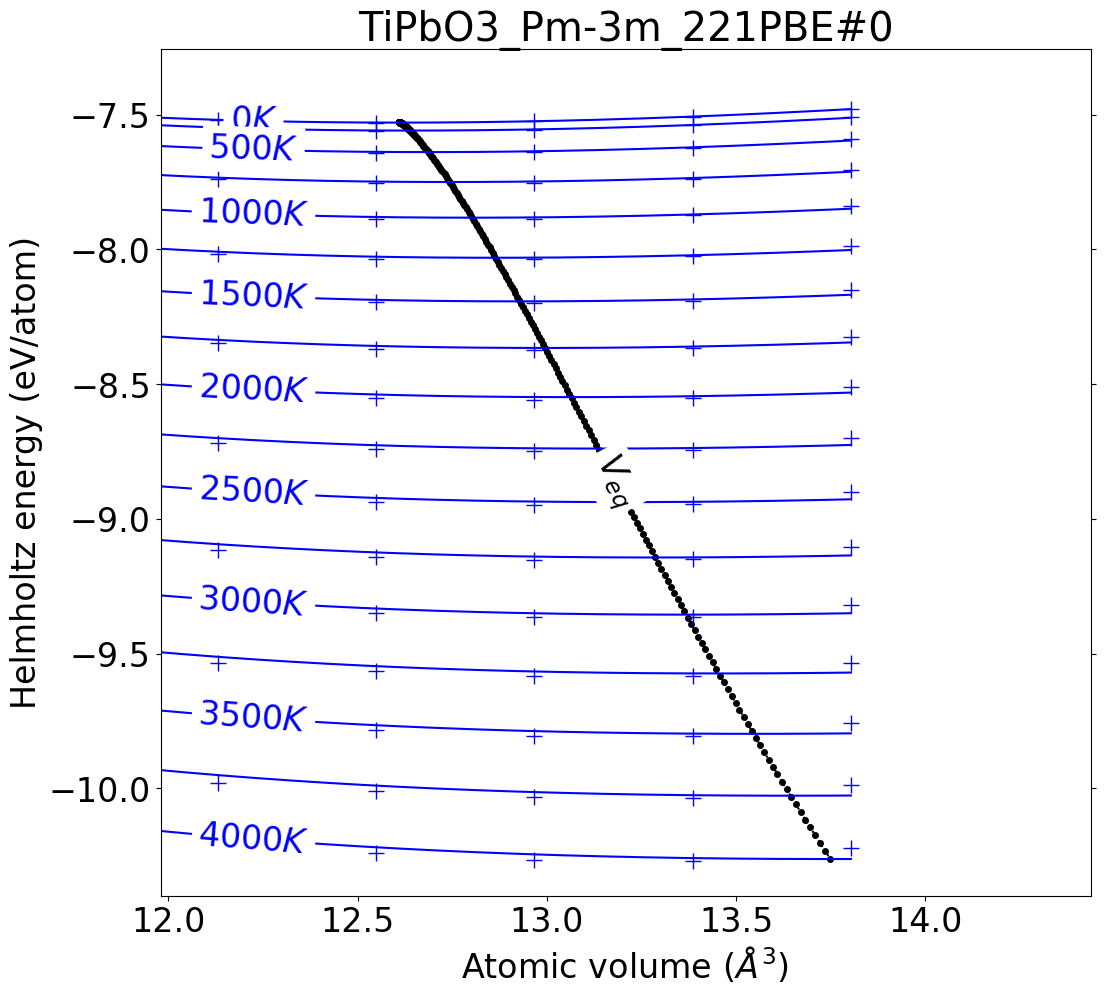 TiPbO3_Pm-3m_221PBE#0
Helmholtz energy (eV/atom)
−7.5
−8.0
−8.5
−9.0
−9.5
−10.0
0K
500K
1000K
1500K
2000K
2500K
3000K
3500K
4000K
V eq
12.0 12.5 13.0 13.5 14.0
Atomic volume (Å³)